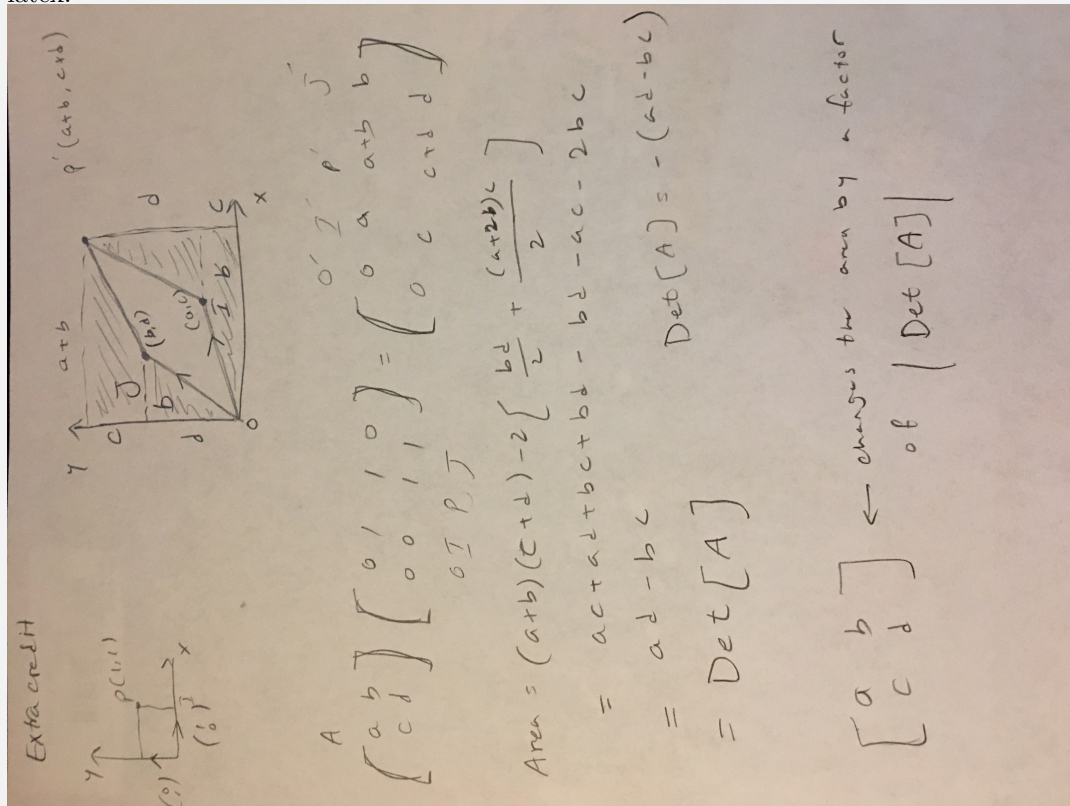 latex.
Extra credit
y
P(1,1)
x
I
(1 0)
(0 1)
y
a+b
P'(a+b, c+d)
c
J
b
(b,d)
(a,c)
d
d
I
b
c
O
x
A
O' I' P' J'
[a b] [0 1 1 0] = [0 a a+b b]
[c d] [0 0 1 1] [0 c c+d d]
O I P J
Area = (a+b)(c+d) - 2[bd/2 + (a+2b)c/2]
= ac+ad+bc+bd - bd - ac - 2bc
= ad - bc
Det[A] = -(ad-bc)
= Det[A]
[a b] ← changes the area by a factor
[c d] of |Det[A]|